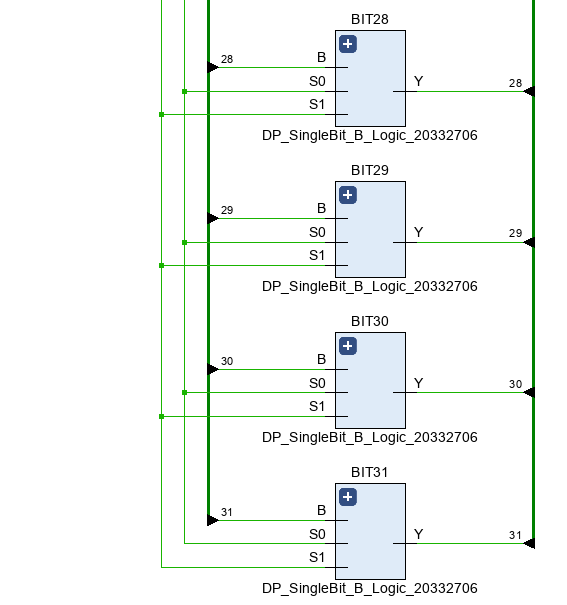 BIT28
28 B
S0 Y 28
S1
DP_SingleBit_B_Logic_20332706
BIT29
29 B
S0 Y 29
S1
DP_SingleBit_B_Logic_20332706
BIT30
30 B
S0 Y 30
S1
DP_SingleBit_B_Logic_20332706
BIT31
31 B
S0 Y 31
S1
DP_SingleBit_B_Logic_20332706